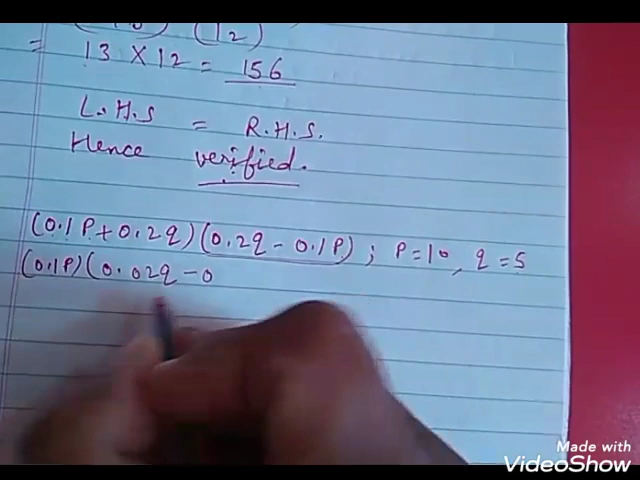 (12)
= 13 × 12 = 156
L.H.S = R.H.S.
Hence verified.
(0.1P+0.2q)(0.2q-0.1P); P=10, q=5
(0.1P)(0.02q-0
Made with
VideoShow